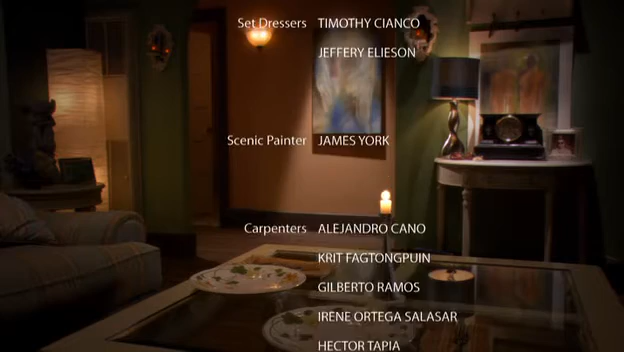 Set Dressers TIMOTHY CIANCO
JEFFERY ELIESON
Scenic Painter JAMES YORK
Carpenters ALEJANDRO CANO
KRIT FAGTONGPUIN
GILBERTO RAMOS
IRENE ORTEGA SALASAR
HECTOR TAPIA